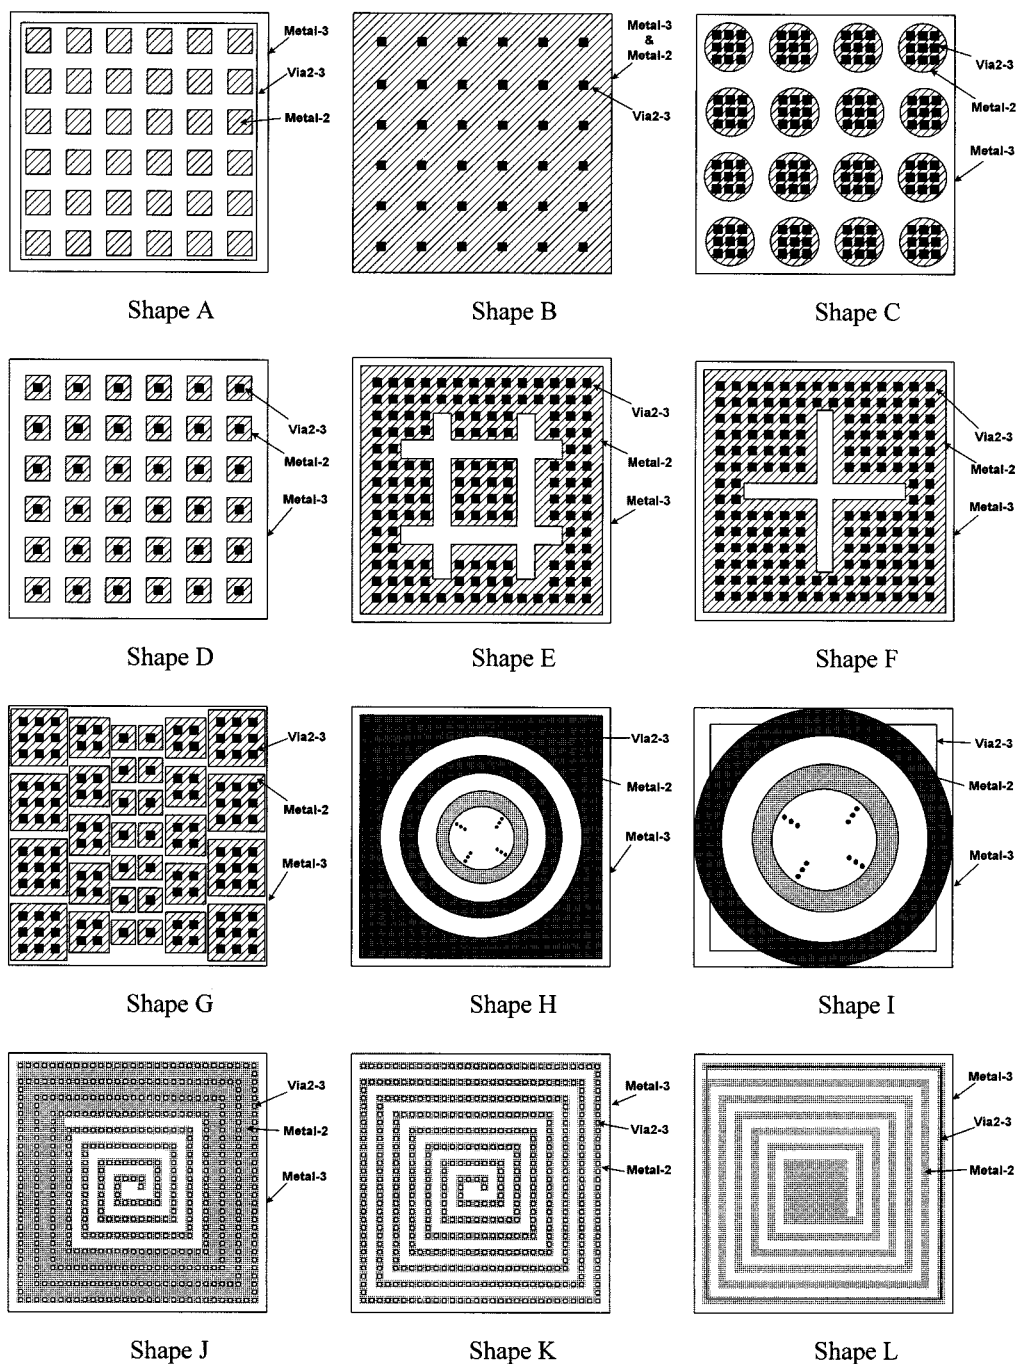 Metal-3
Via2-3
Metal-2
Metal-3
&
Metal-2
Via2-3
Via2-3
Metal-2
Metal-3
Shape A
Shape B
Shape C
Via2-3
Metal-2
Metal-3
Via2-3
Metal-2
Metal-3
Via2-3
Metal-2
Metal-3
Shape D
Shape E
Shape F
Via2-3
Metal-2
Metal-3
Via2-3
Metal-2
Metal-3
Via2-3
Metal-2
Metal-3
Shape G
Shape H
Shape I
Via2-3
Metal-2
Metal-3
Metal-3
Via2-3
Metal-2
Metal-3
Via2-3
Metal-2
Shape J
Shape K
Shape L